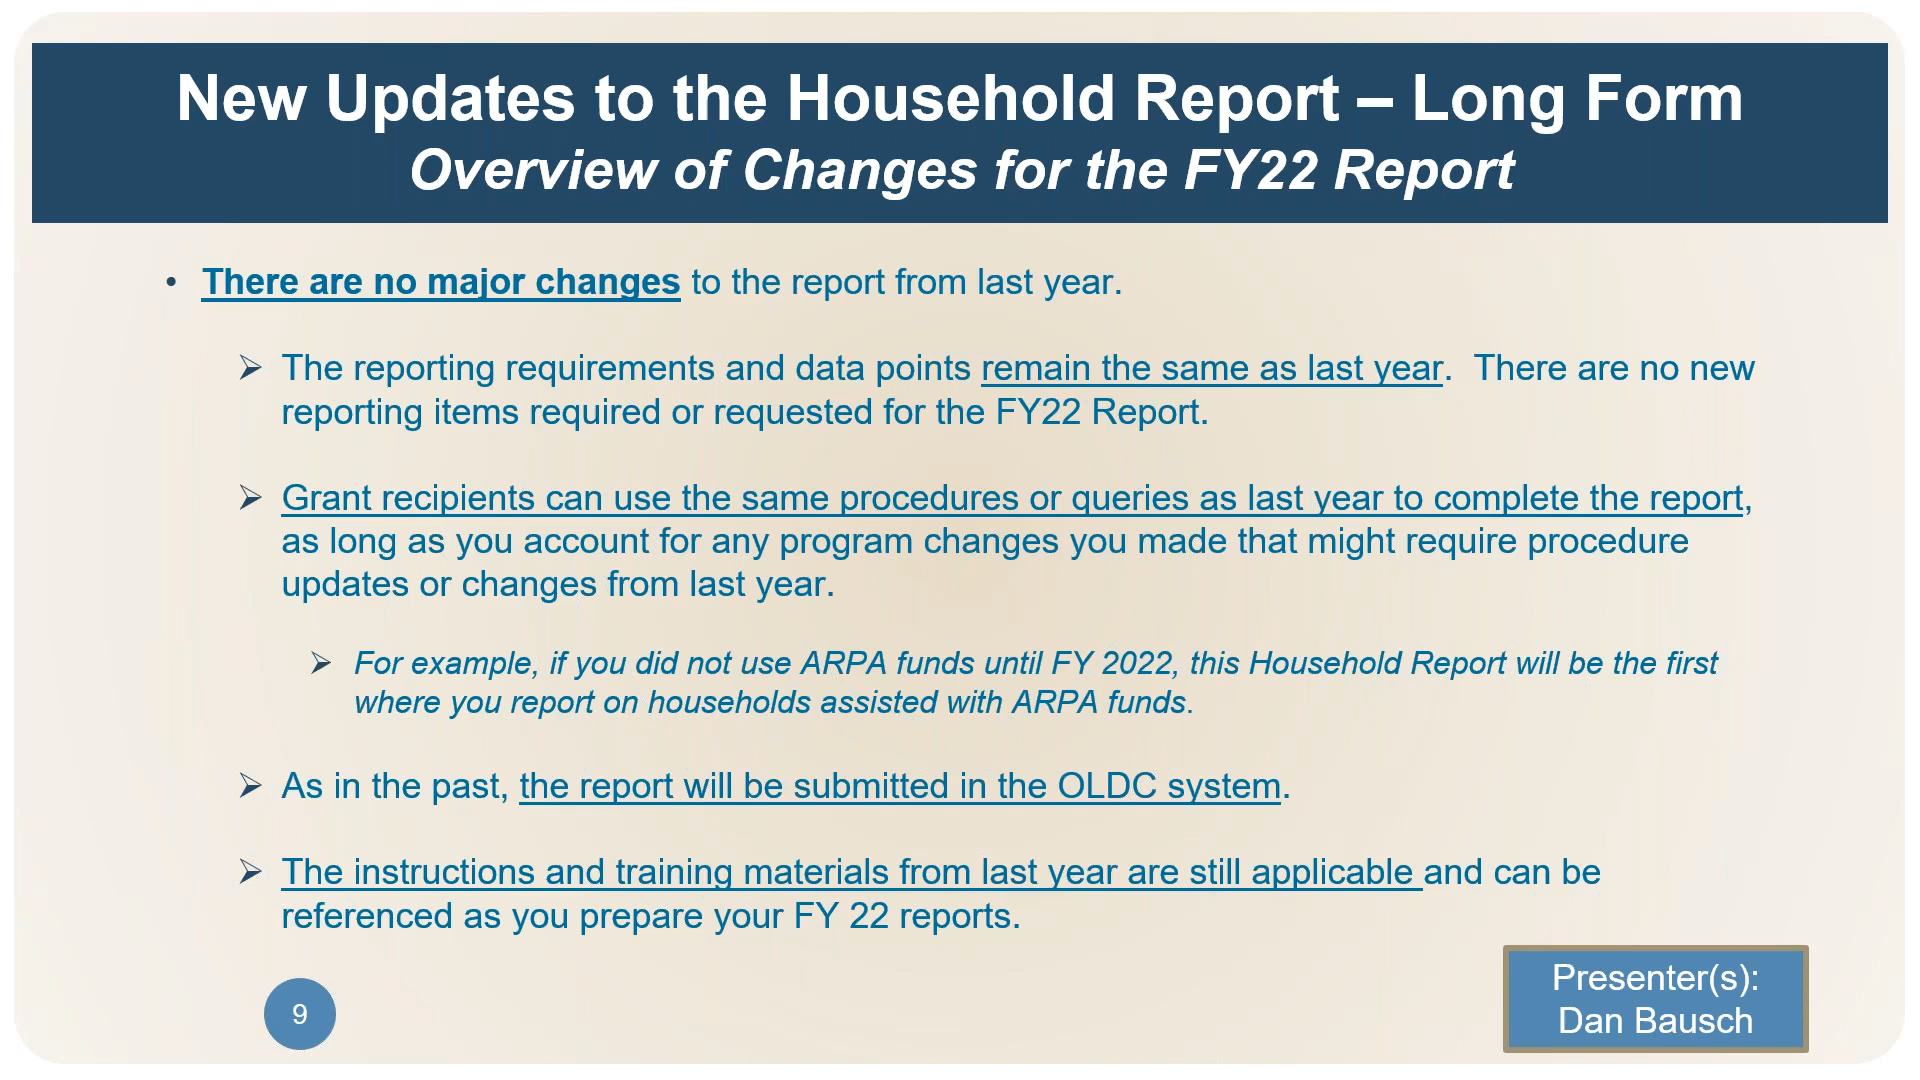 New Updates to the Household Report – Long Form
Overview of Changes for the FY22 Report
• There are no major changes to the report from last year.
➢ The reporting requirements and data points remain the same as last year.  There are no new
reporting items required or requested for the FY22 Report.
➢ Grant recipients can use the same procedures or queries as last year to complete the report,
as long as you account for any program changes you made that might require procedure
updates or changes from last year.
➢ For example, if you did not use ARPA funds until FY 2022, this Household Report will be the first
where you report on households assisted with ARPA funds.
➢ As in the past, the report will be submitted in the OLDC system.
➢ The instructions and training materials from last year are still applicable and can be
referenced as you prepare your FY 22 reports.
9
Presenter(s):
Dan Bausch